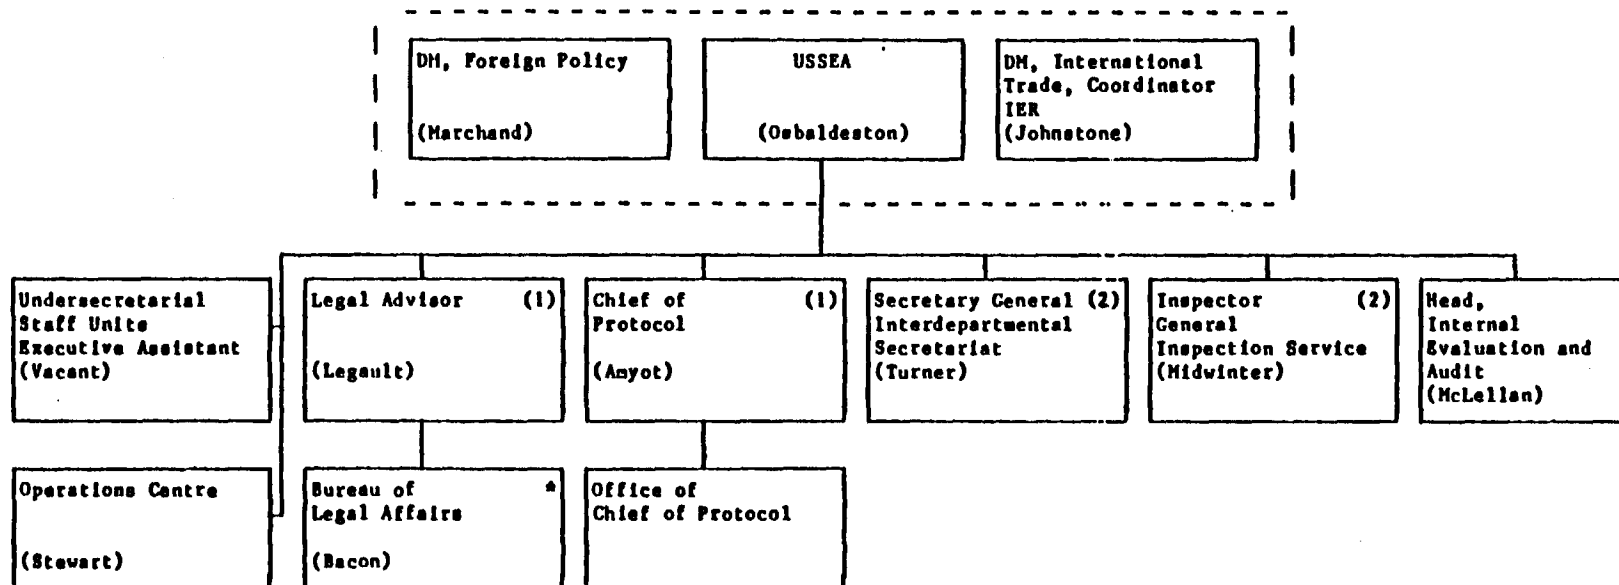 DM, Foreign Policy
(Marchand)
USSEA
(Osbaldeston)
DM, International
Trade, Coordinator
IER
(Johnstone)
Undersecretarial
Staff Units
Executive Assistant
(Vacant)
Legal Advisor (1)
(Legault)
Chief of (1)
Protocol
(Amyot)
Secretary General (2)
Interdepartmental
Secretariat
(Turner)
Inspector (2)
General
Inspection Service
(Midwinter)
Head,
Internal
Evaluation and
Audit
(McLellan)
Operations Centre
(Stewart)
Bureau of *
Legal Affairs
(Bacon)
Office of
Chief of Protocol